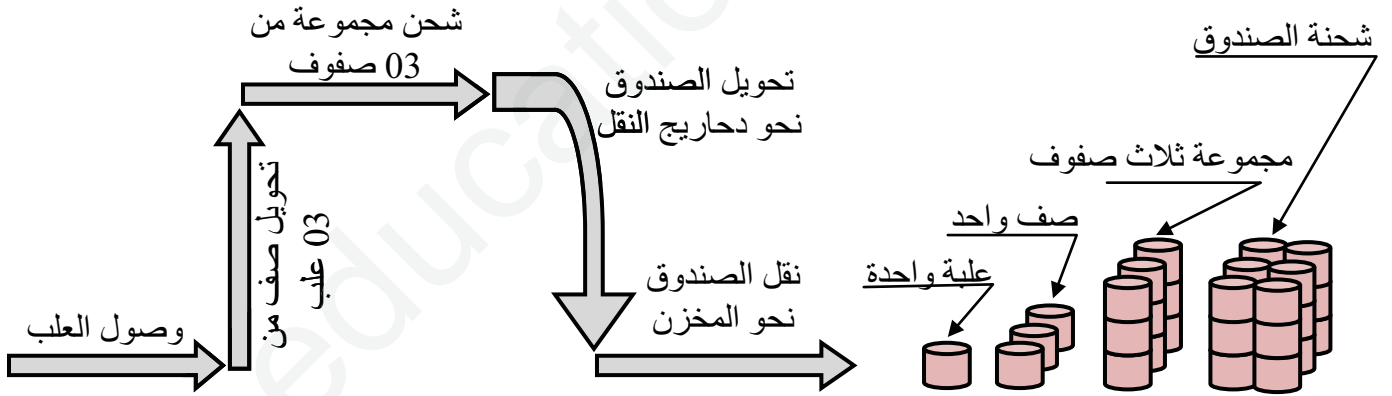 شحن مجموعة من
03 صفوف
تحويل الصندوق
نحو دحاريج النقل
تحويل صف من
03 علب
وصول العلب
نقل الصندوق
نحو المخزن
شحنة الصندوق
مجموعة ثلاث صفوف
صف واحد
علبة واحدة
education